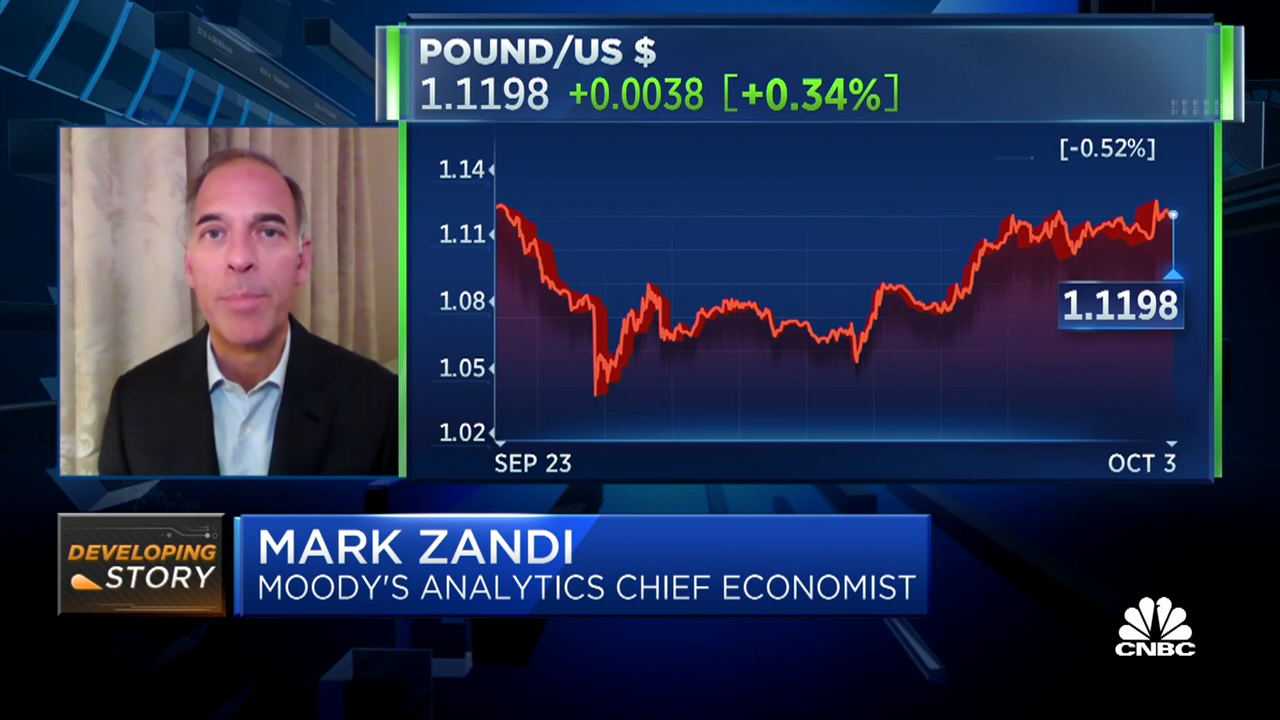 POUND/US $
1.1198 +0.0038 [+0.34%]
[-0.52%]
1.14
1.11
1.08
1.05
1.02
1.1198
SEP 23
OCT 3
DEVELOPING
STORY
MARK ZANDI
MOODY'S ANALYTICS CHIEF ECONOMIST
CNBC